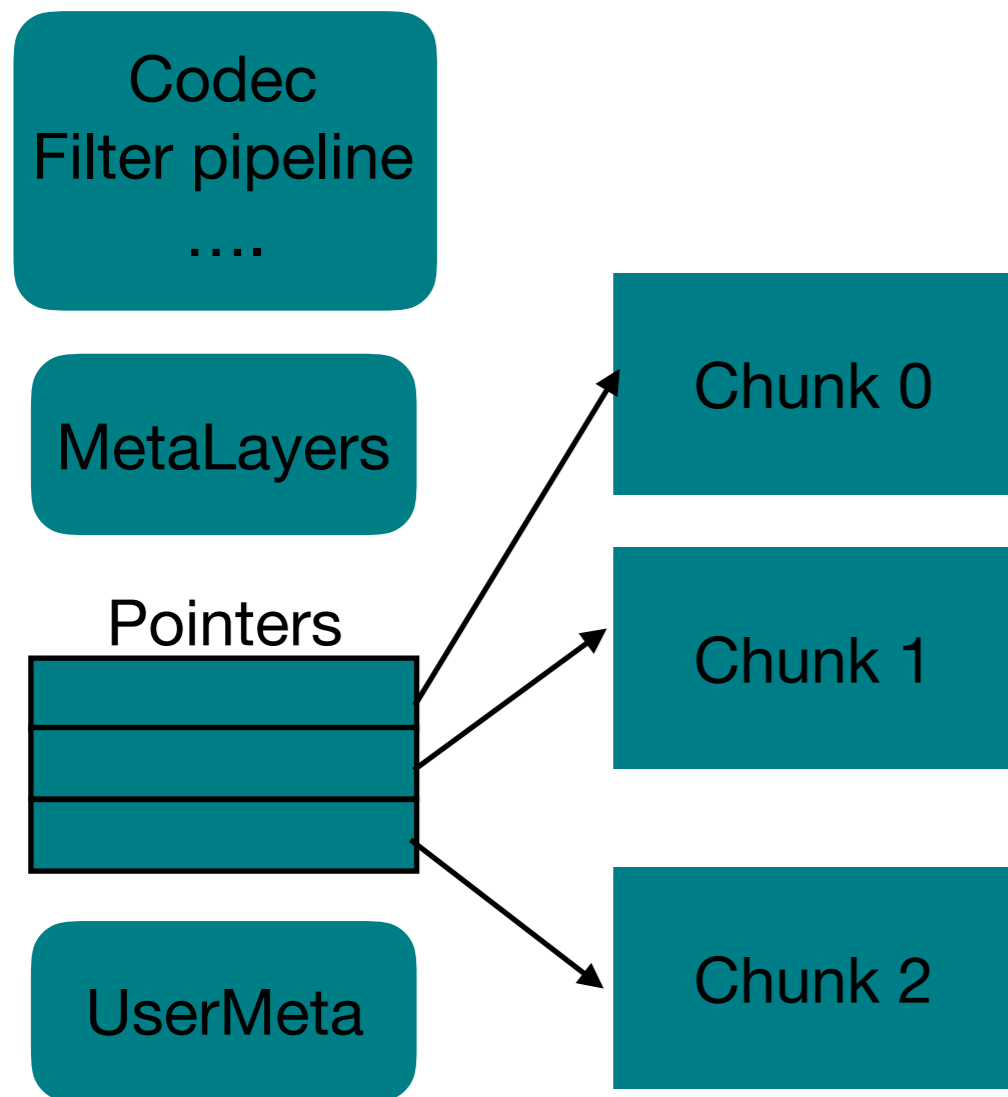 Codec
Filter pipeline
....
MetaLayers
Pointers
UserMeta
Chunk 0
Chunk 1
Chunk 2